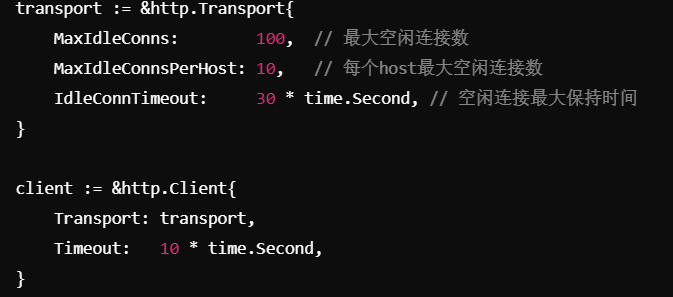 transport := &http.Transport{
    MaxIdleConns:        100,  // 最大空闲连接数
    MaxIdleConnsPerHost: 10,   // 每个host最大空闲连接数
    IdleConnTimeout:     30 * time.Second, // 空闲连接最大保持时间
}

client := &http.Client{
    Transport: transport,
    Timeout:   10 * time.Second,
}